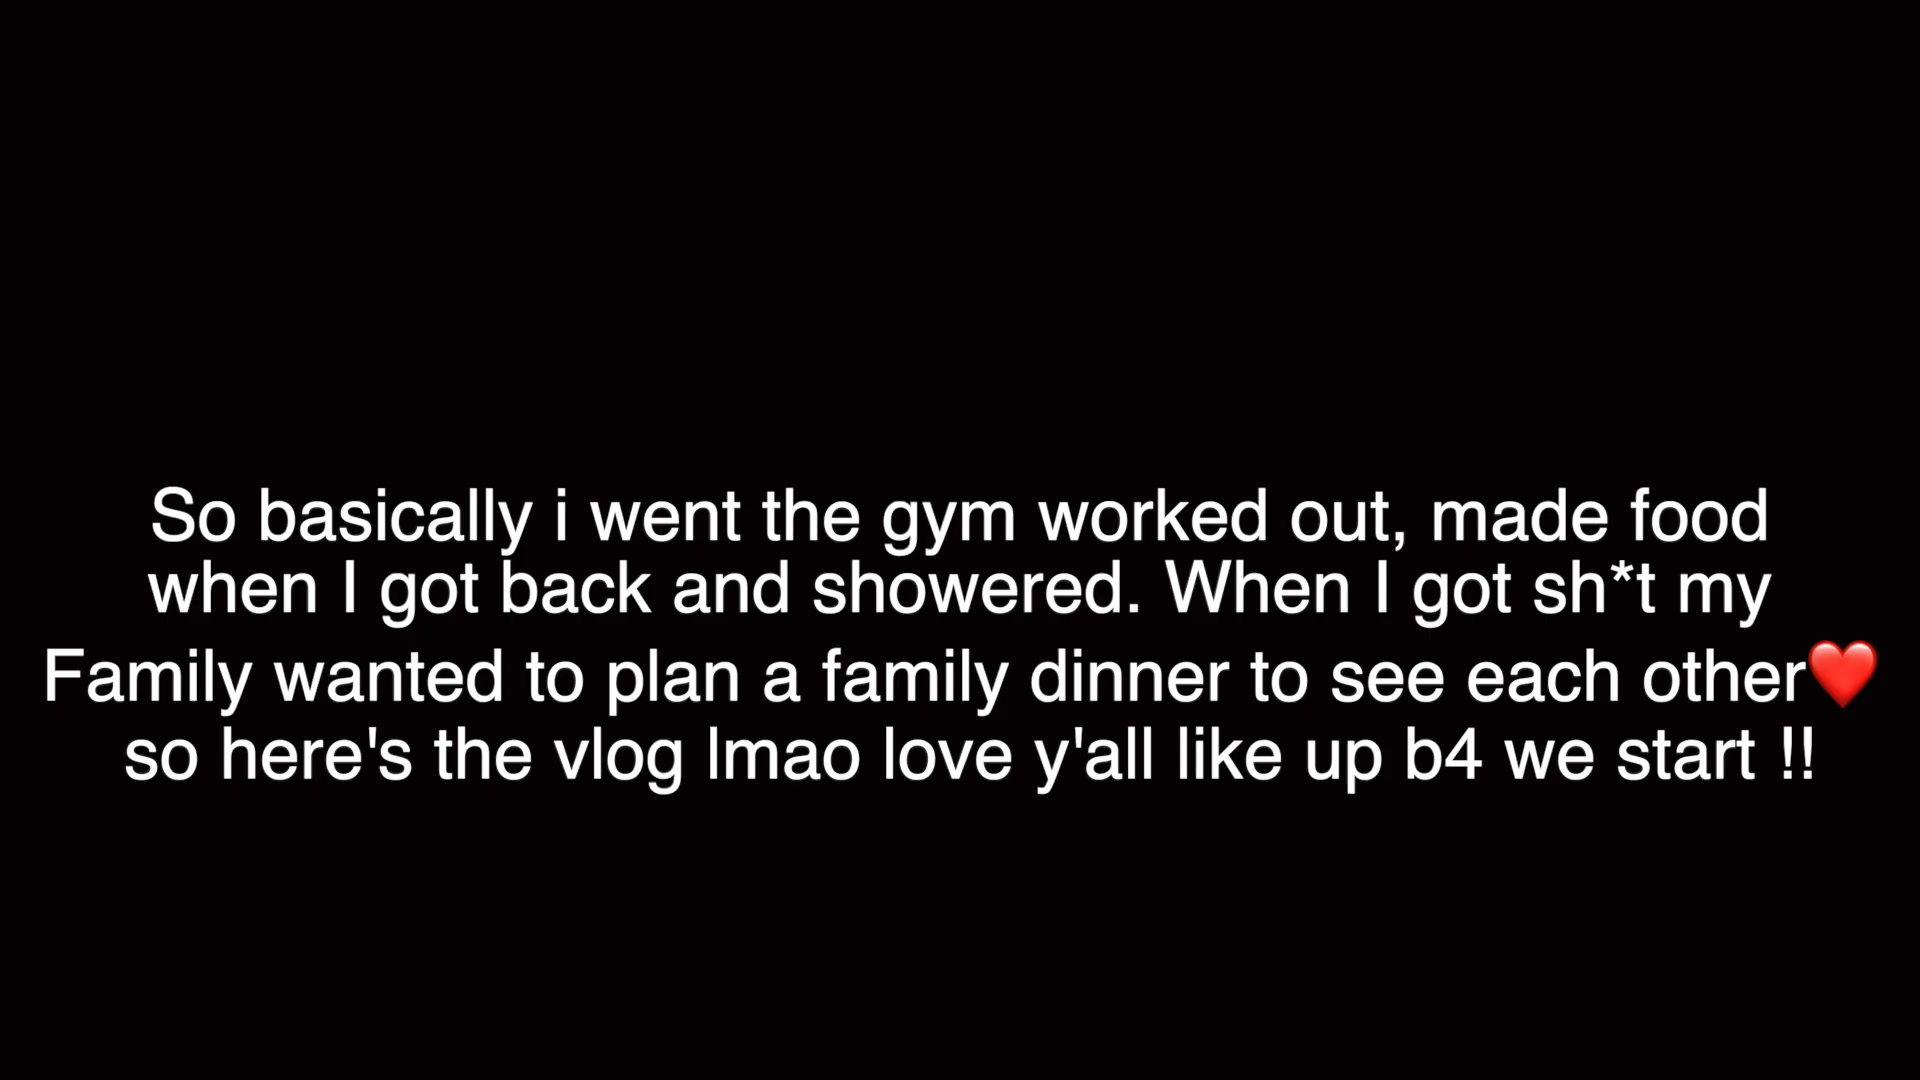 So basically i went the gym worked out, made food
when I got back and showered. When I got sh*t my
Family wanted to plan a family dinner to see each other❤️
so here's the vlog lmao love y'all like up b4 we start !!